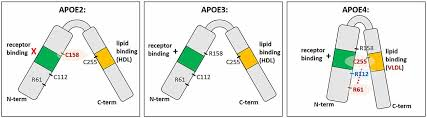 APOE2:
receptor
binding X
C158
lipid
binding
(HDL)
C255
R61
C112
N-term
C-term
APOE3:
receptor
binding +
R158
lipid
binding
(HDL)
C255
R61
C112
N-term
C-term
APOE4:
receptor
binding +
R158
lipid
binding
(VLDL)
C255
R112
R61
N-term
C-term